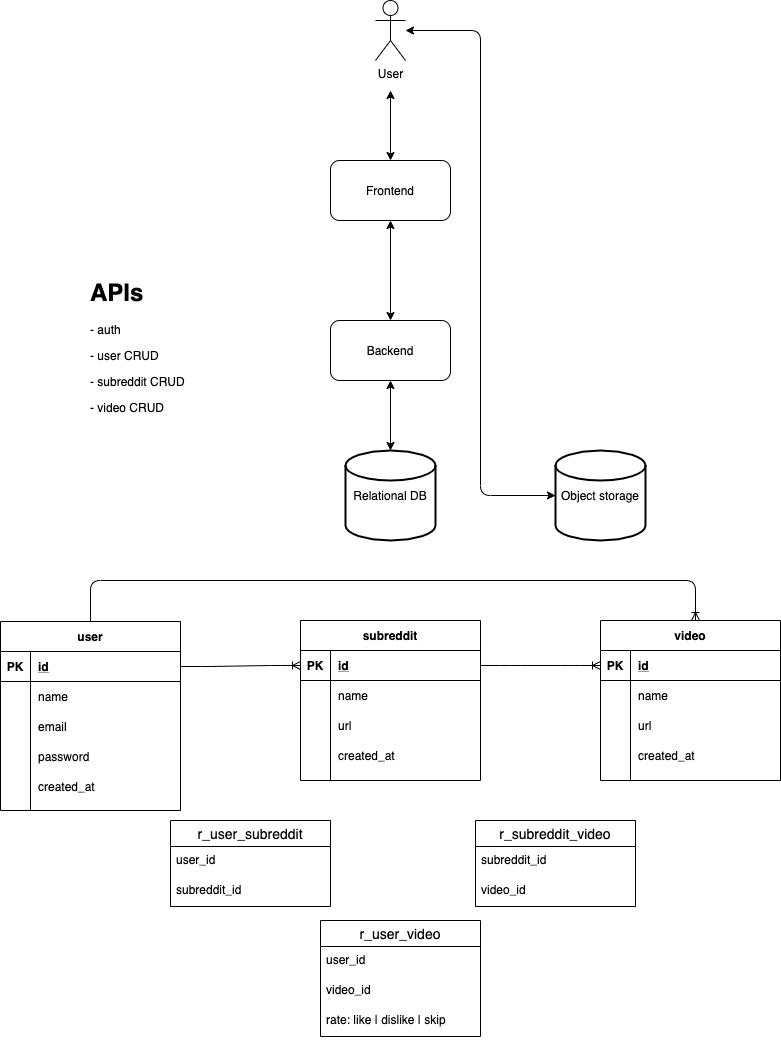 User
Frontend
APIs
- auth
- user CRUD
- subreddit CRUD
- video CRUD
Backend
Relational DB
Object storage
user
PK id
name
email
password
created_at
subreddit
PK id
name
url
created_at
video
PK id
name
url
created_at
r_user_subreddit
user_id
subreddit_id
r_subreddit_video
subreddit_id
video_id
r_user_video
user_id
video_id
rate: like | dislike | skip